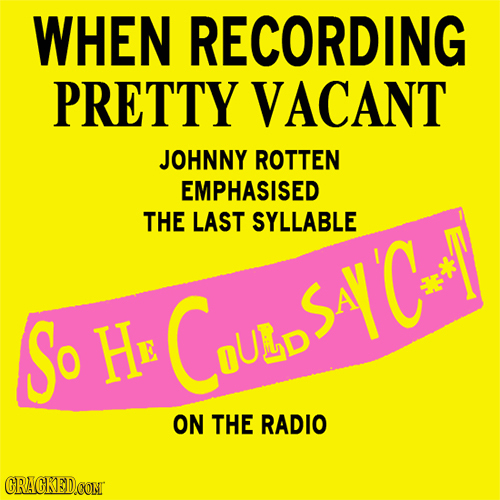 WHEN RECORDING
PRETTY VACANT
JOHNNY ROTTEN
EMPHASISED
THE LAST SYLLABLE
So HE COULD SAY 'C**T
ON THE RADIO
CRACKED.COM